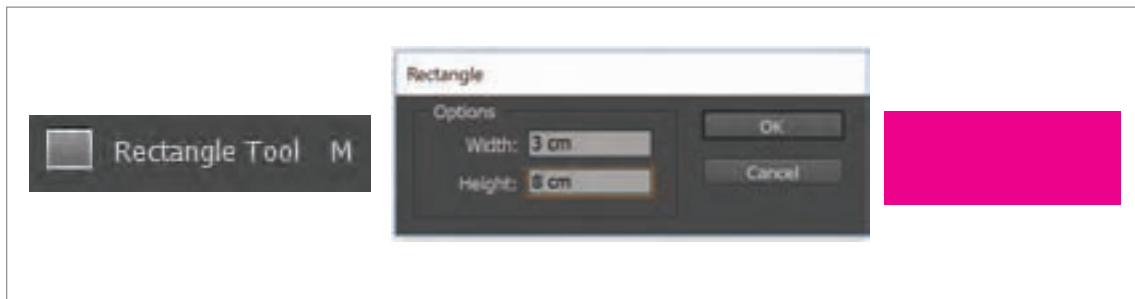 Rectangle Tool M
Rectangle
Options
Width: 3 cm
Height: 8 cm
OK
Cancel